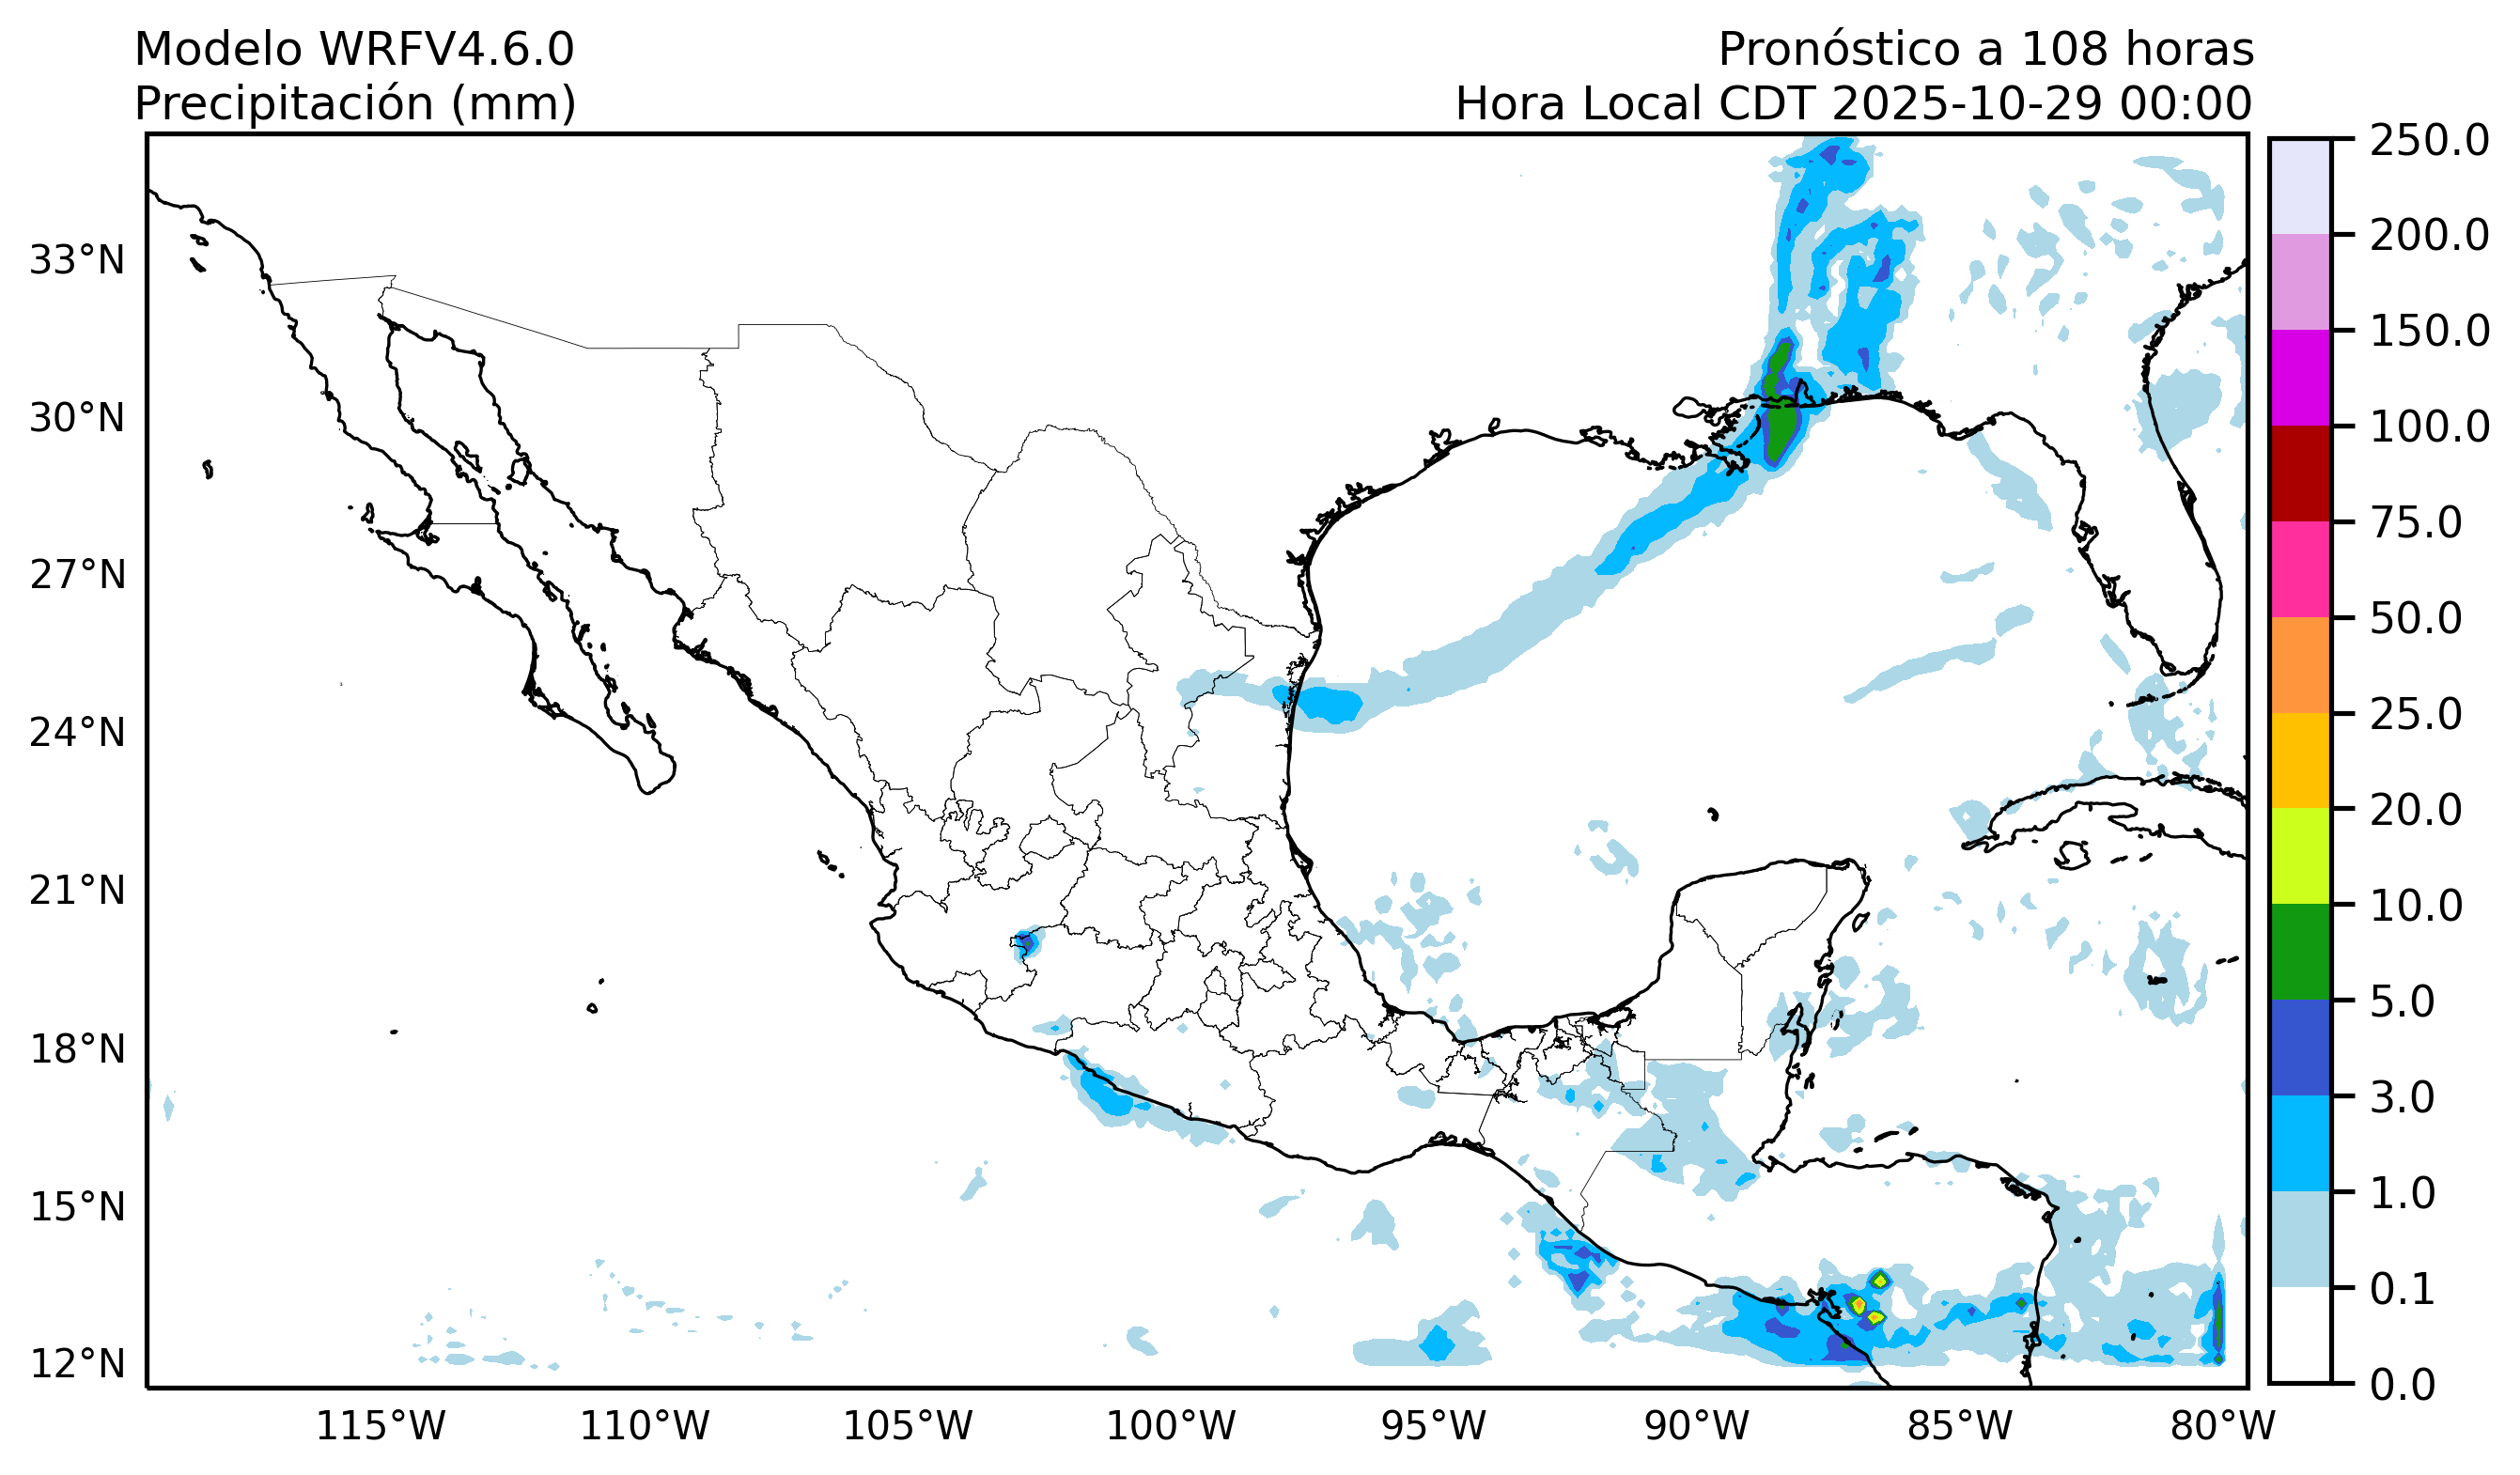 Modelo WRFV4.6.0
Precipitación (mm)
Pronóstico a 108 horas
Hora Local CDT 2025-10-29 00:00
33°N
30°N
27°N
24°N
21°N
18°N
15°N
12°N
115°W
110°W
105°W
100°W
95°W
90°W
85°W
80°W
250.0
200.0
150.0
100.0
75.0
50.0
25.0
20.0
10.0
5.0
3.0
1.0
0.1
0.0